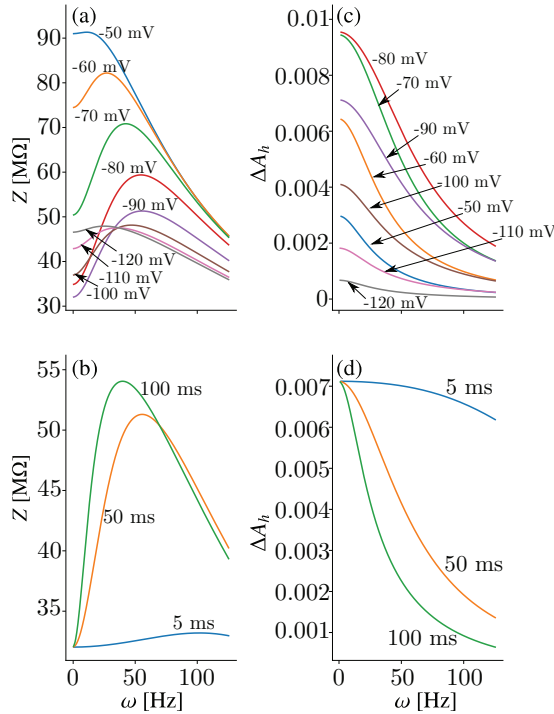 (a)
Z [MΩ]
90
80
70
60
50
40
30
-50 mV
-60 mV
-70 mV
-80 mV
-90 mV
-120 mV
-110 mV
-100 mV
(c)
ΔA_h
0.01
0.008
0.006
0.004
0.002
0
-80 mV
-70 mV
-90 mV
-60 mV
-100 mV
-50 mV
-110 mV
-120 mV
(b)
Z [MΩ]
55
50
45
40
35
100 ms
50 ms
5 ms
0
50
100
ω [Hz]
(d)
ΔA_h
0.007
0.006
0.005
0.004
0.003
0.002
0.001
5 ms
50 ms
100 ms
0
50
100
ω [Hz]